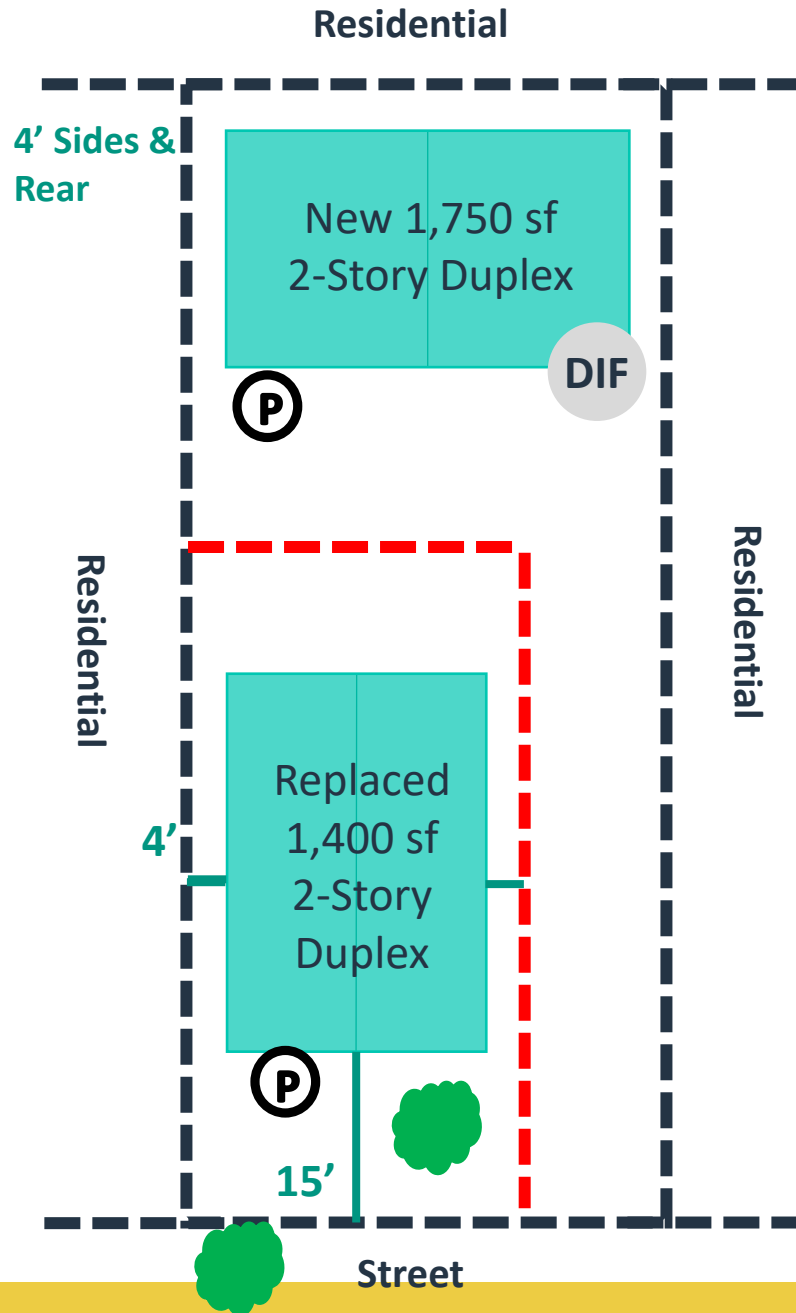 Residential
4’ Sides &
Rear
New 1,750 sf
2-Story Duplex
DIF
P
Residential
Residential
Replaced
1,400 sf
2-Story
Duplex
4’
P
15’
Street